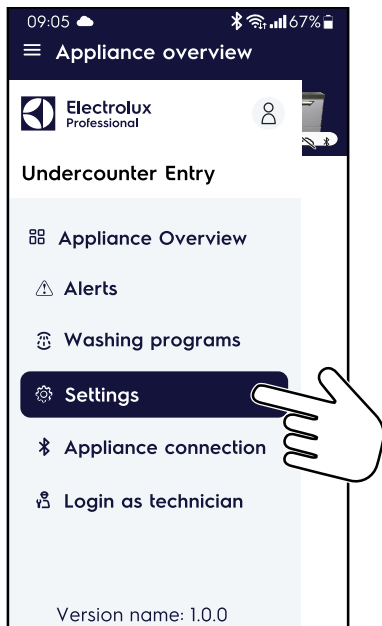 09:05 67%
Appliance overview
Electrolux
Professional
Undercounter Entry
Appliance Overview
Alerts
Washing programs
Settings
Appliance connection
Login as technician
Version name: 1.0.0